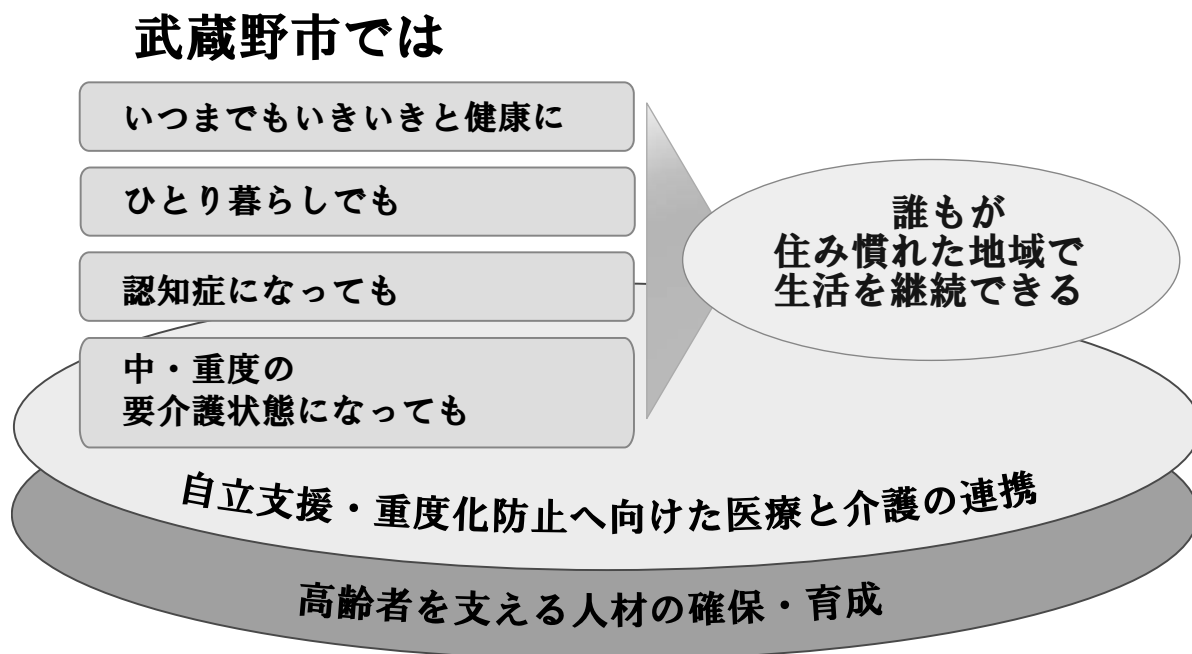 武蔵野市では
いつまでもいきいきと健康に
ひとり暮らしでも
認知症になっても
中・重度の
要介護状態になっても
誰もが
住み慣れた地域で
生活を継続できる
自立支援・重度化防止へ向けた医療と介護の連携
高齢者を支える人材の確保・育成